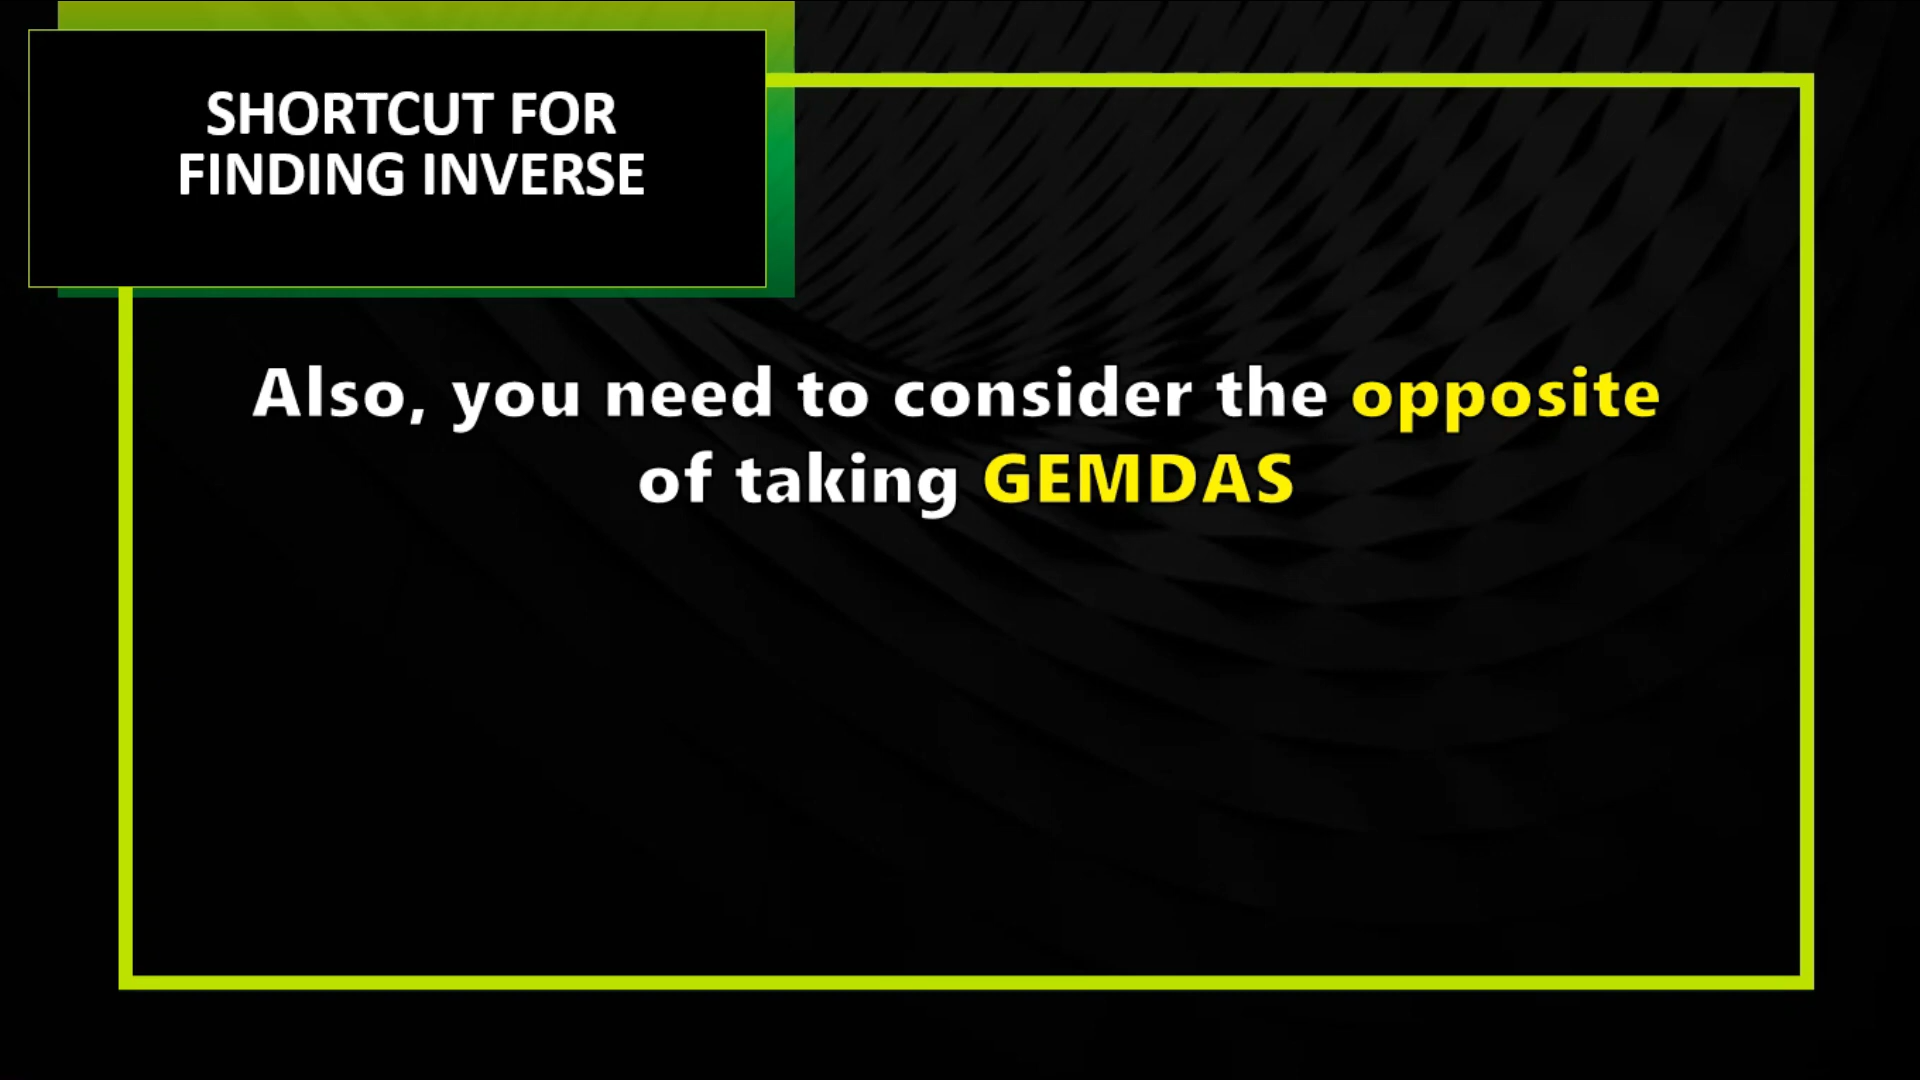 SHORTCUT FOR
FINDING INVERSE
Also, you need to consider the opposite
of taking GEMDAS